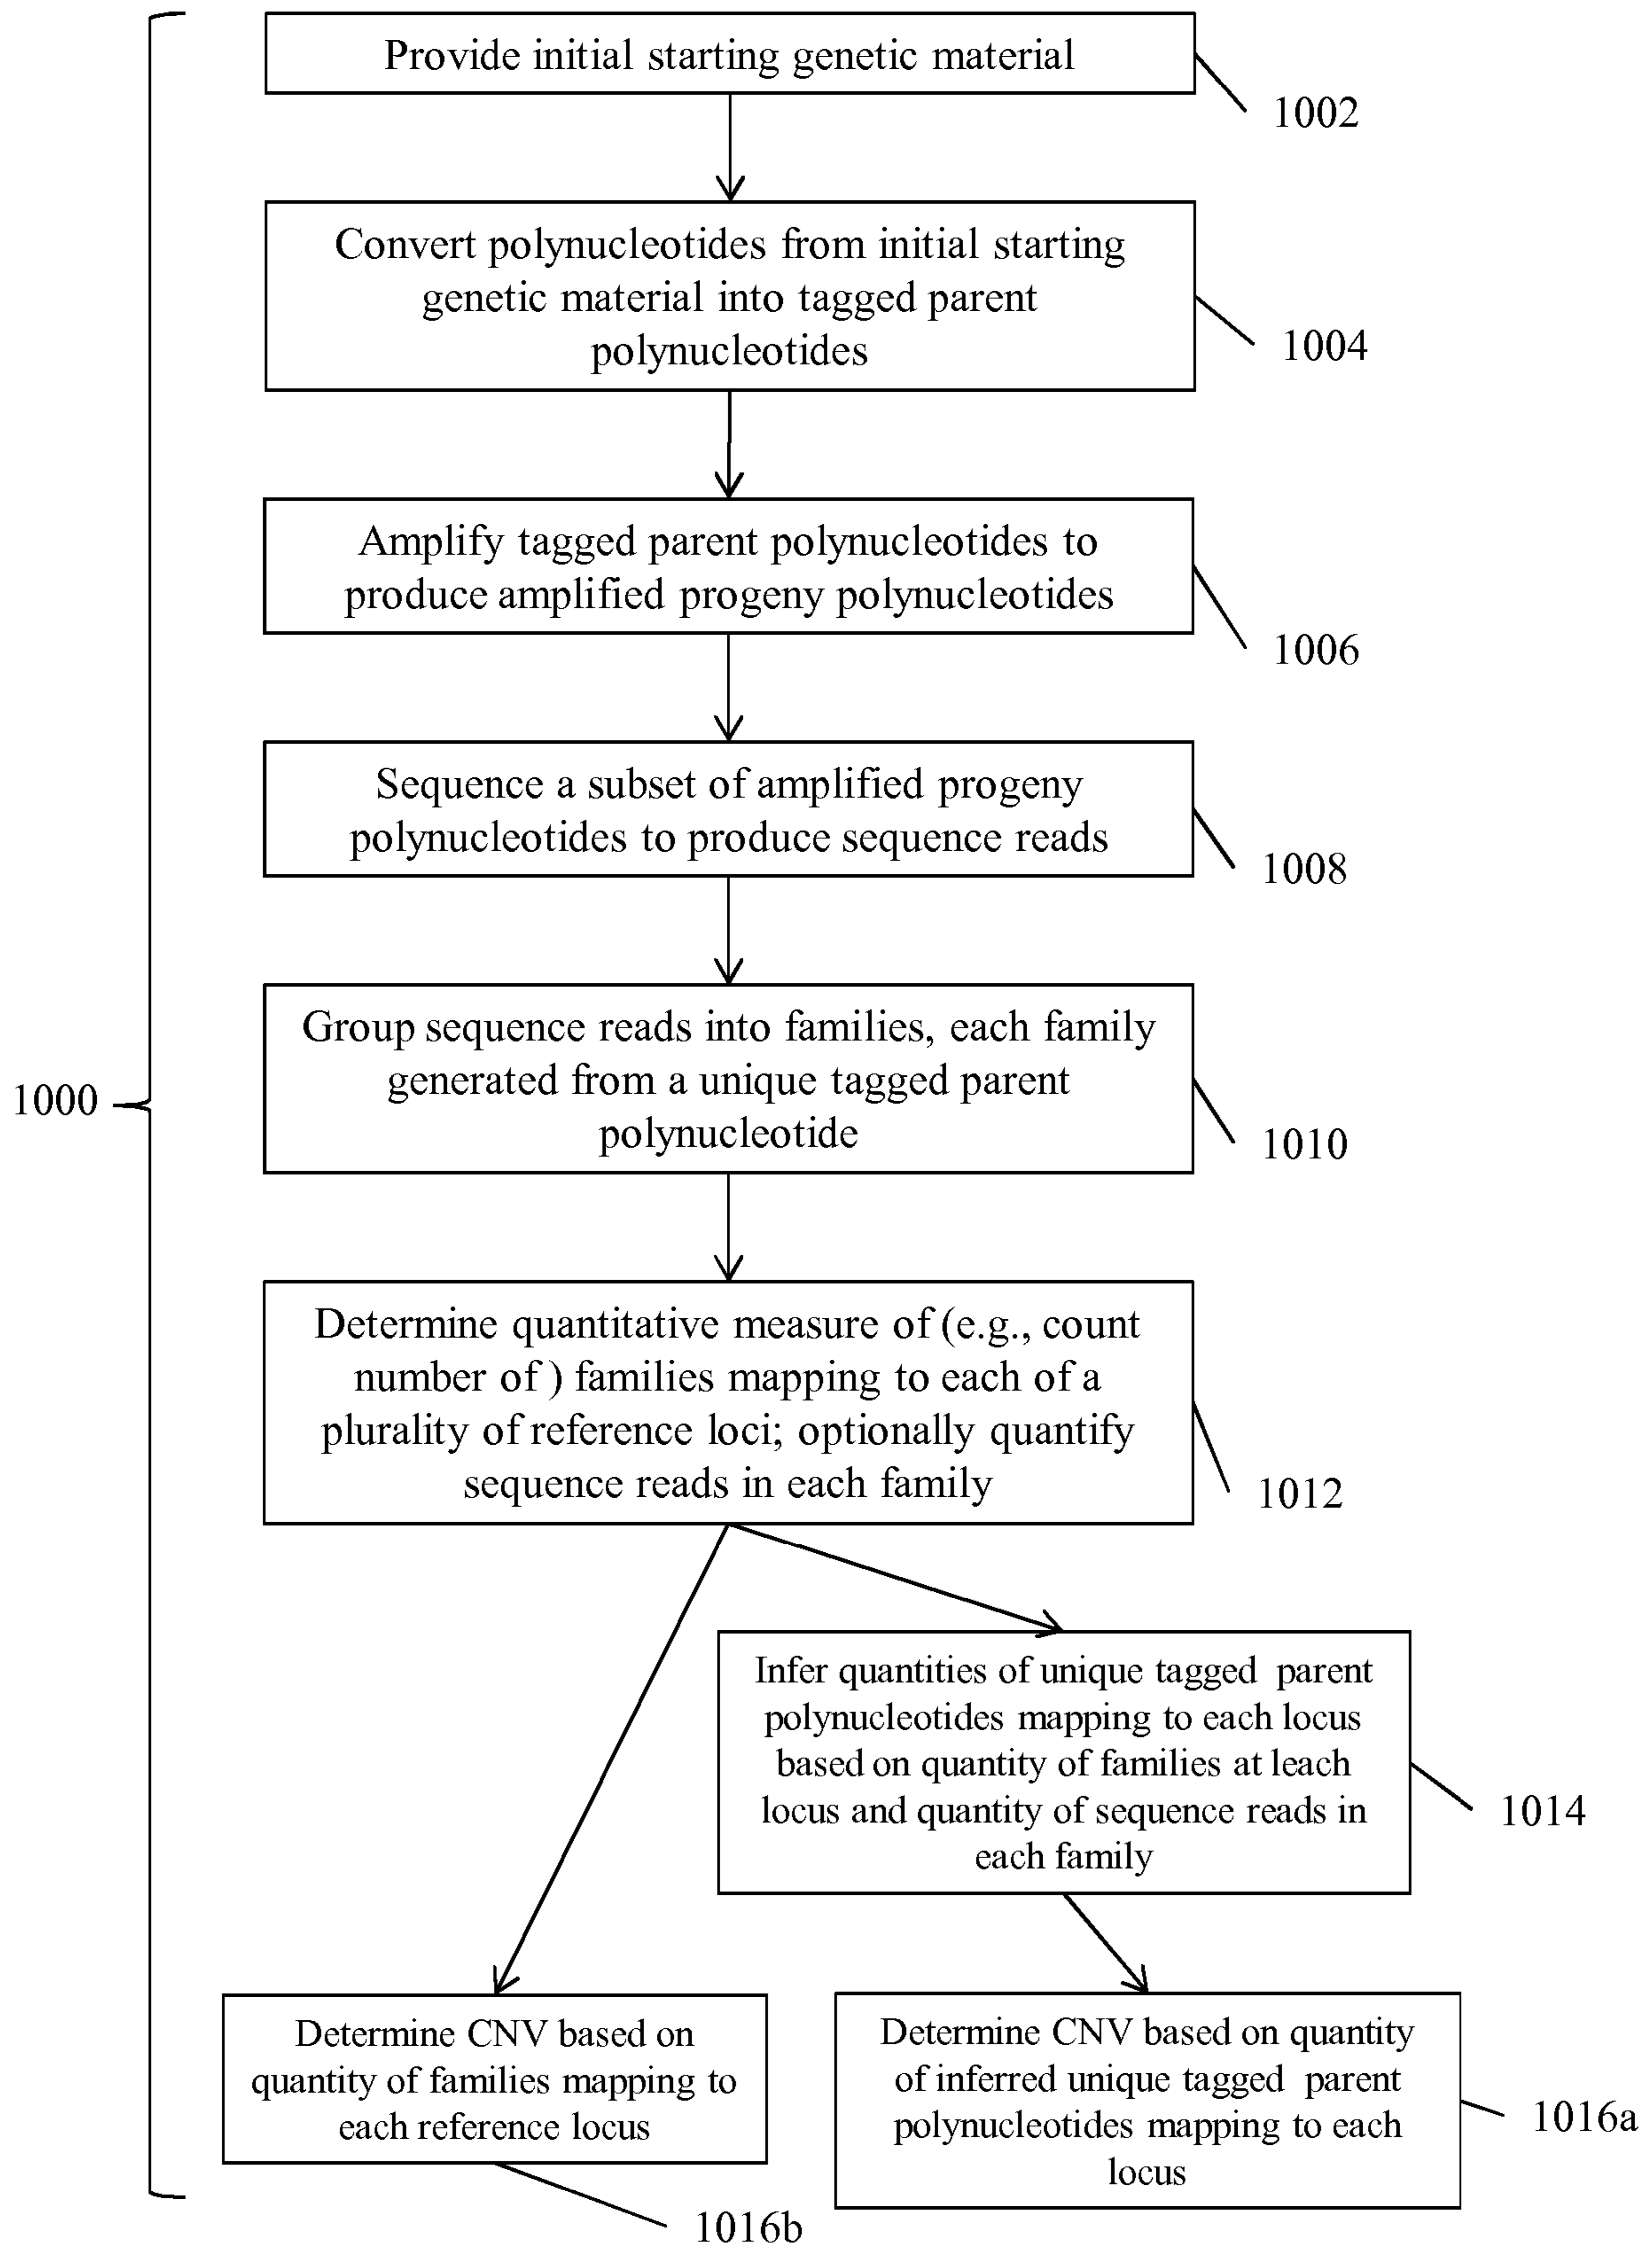 Provide initial starting genetic material
1002
Convert polynucleotides from initial starting
genetic material into tagged parent
polynucleotides
1004
Amplify tagged parent polynucleotides to
produce amplified progeny polynucleotides
1006
Sequence a subset of amplified progeny
polynucleotides to produce sequence reads
1008
Group sequence reads into families, each family
generated from a unique tagged parent
polynucleotide
1010
1000
Determine quantitative measure of (e.g., count
number of ) families mapping to each of a
plurality of reference loci; optionally quantify
sequence reads in each family
1012
Infer quantities of unique tagged parent
polynucleotides mapping to each locus
based on quantity of families at leach
locus and quantity of sequence reads in
each family
1014
Determine CNV based on
quantity of families mapping to
each reference locus
1016b
Determine CNV based on quantity
of inferred unique tagged parent
polynucleotides mapping to each
locus
1016a